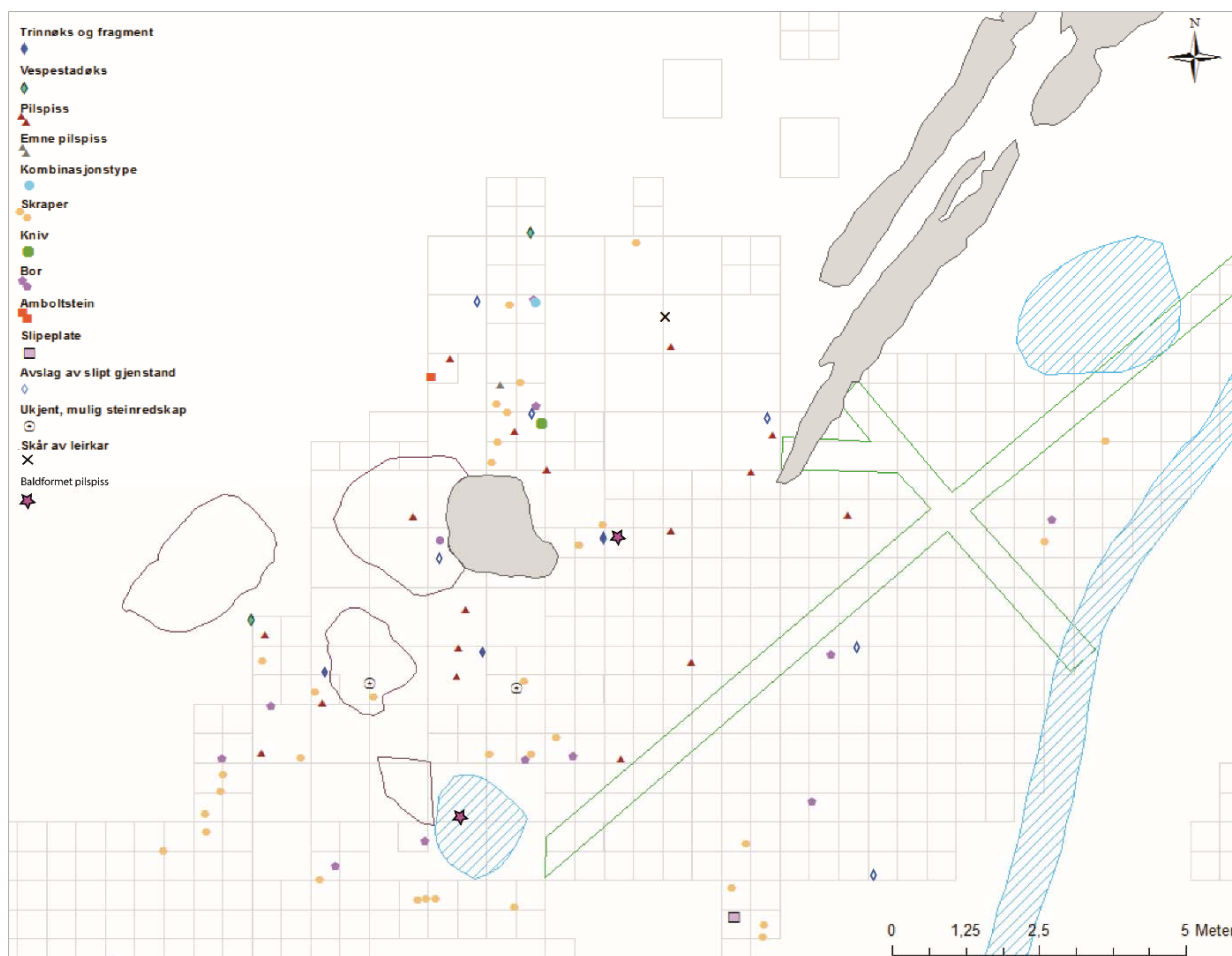 Trinnøks og fragment
Vespestadøks
Pilspiss
Emne pilspiss
Kombinasjonstype
Skraper
Kniv
Bor
Amboltstein
Slipeplate
Avslag av slipt gjenstand
Ukjent, mulig steinredskap
Skår av leirkar
Baldformet pilspiss
N
0 1,25 2,5 5 Meter